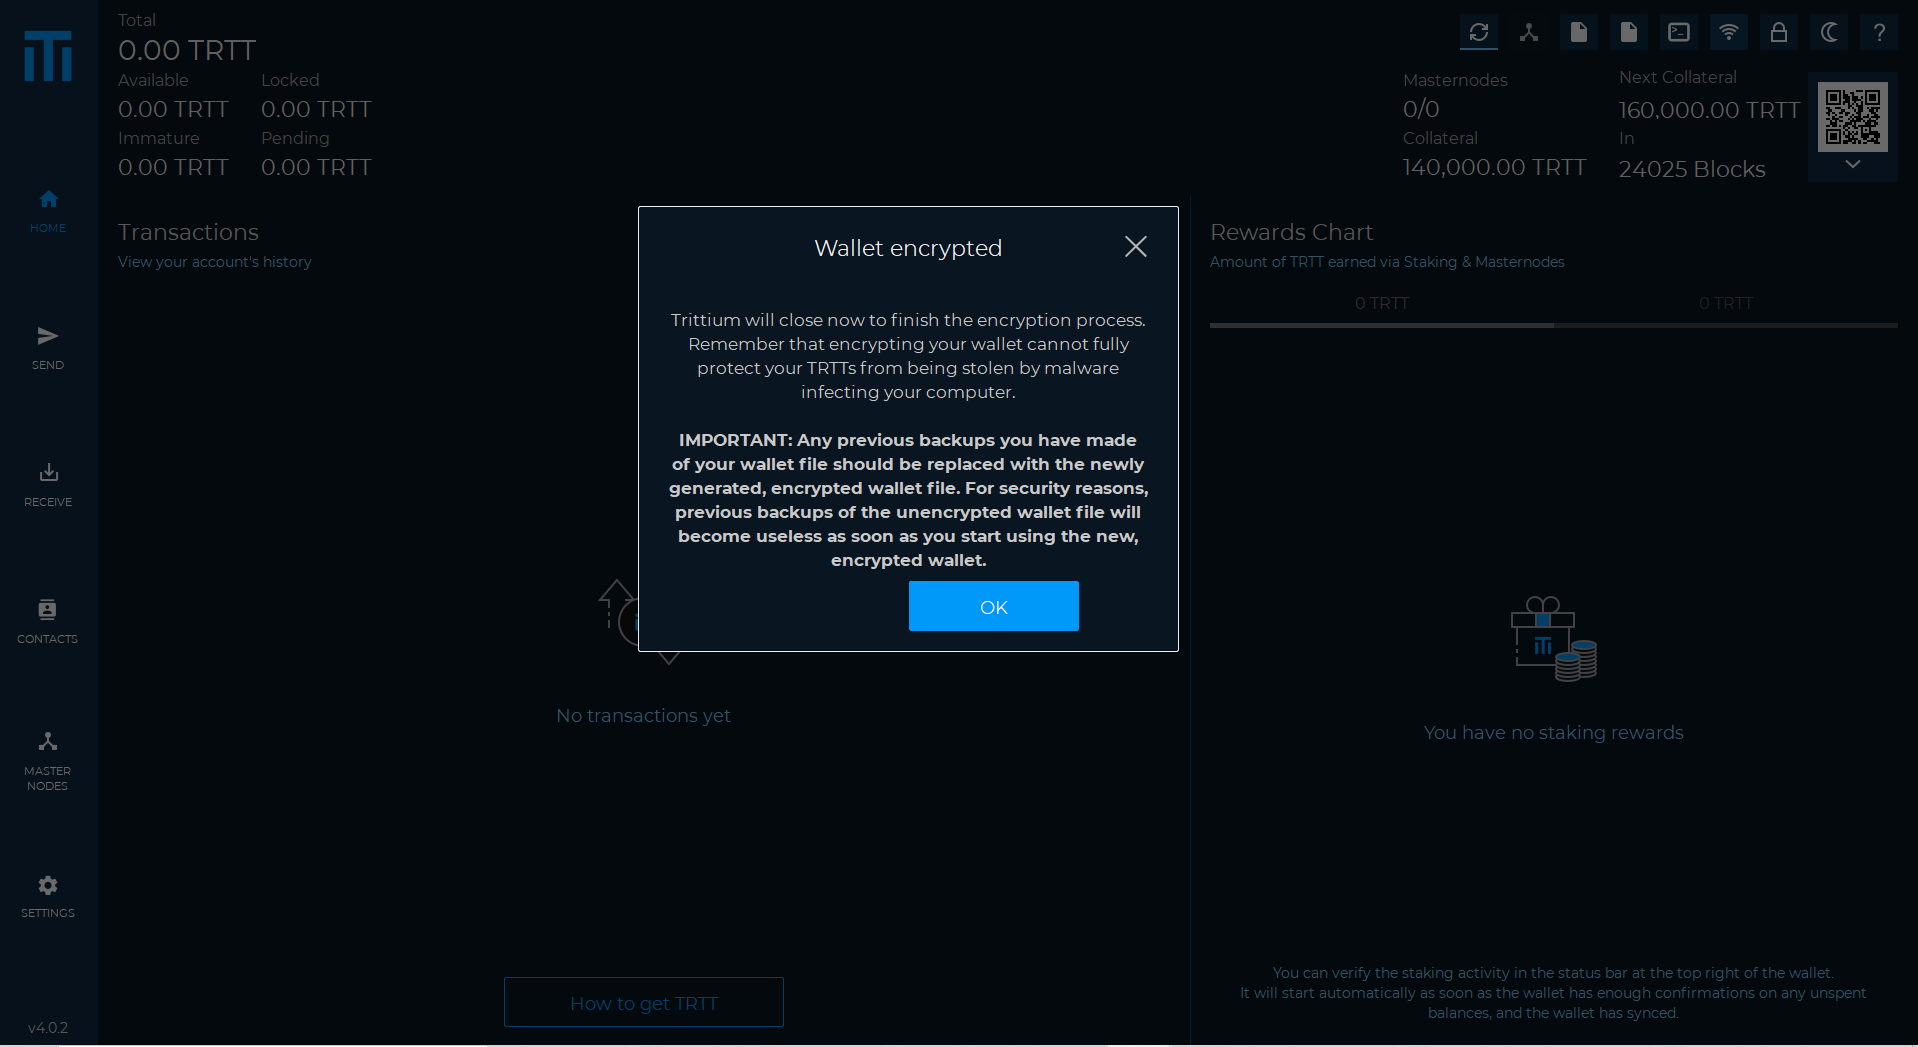 Total
0.00 TRTT
Available Locked
0.00 TRTT 0.00 TRTT
Immature Pending
0.00 TRTT 0.00 TRTT
Masternodes
0/0
Collateral
140,000.00 TRTT
Next Collateral
160,000.00 TRTT
In
24025 Blocks
HOME
SEND
RECEIVE
CONTACTS
MASTER
NODES
SETTINGS
v4.0.2
Transactions
View your account's history
No transactions yet
How to get TRTT
Wallet encrypted
Trittium will close now to finish the encryption process.
Remember that encrypting your wallet cannot fully
protect your TRTTs from being stolen by malware
infecting your computer.
IMPORTANT: Any previous backups you have made
of your wallet file should be replaced with the newly
generated, encrypted wallet file. For security reasons,
previous backups of the unencrypted wallet file will
become useless as soon as you start using the new,
encrypted wallet.
OK
Rewards Chart
Amount of TRTT earned via Staking & Masternodes
0 TRTT 0 TRTT
You have no staking rewards
You can verify the staking activity in the status bar at the top right of the wallet.
It will start automatically as soon as the wallet has enough confirmations on any unspent
balances, and the wallet has synced.